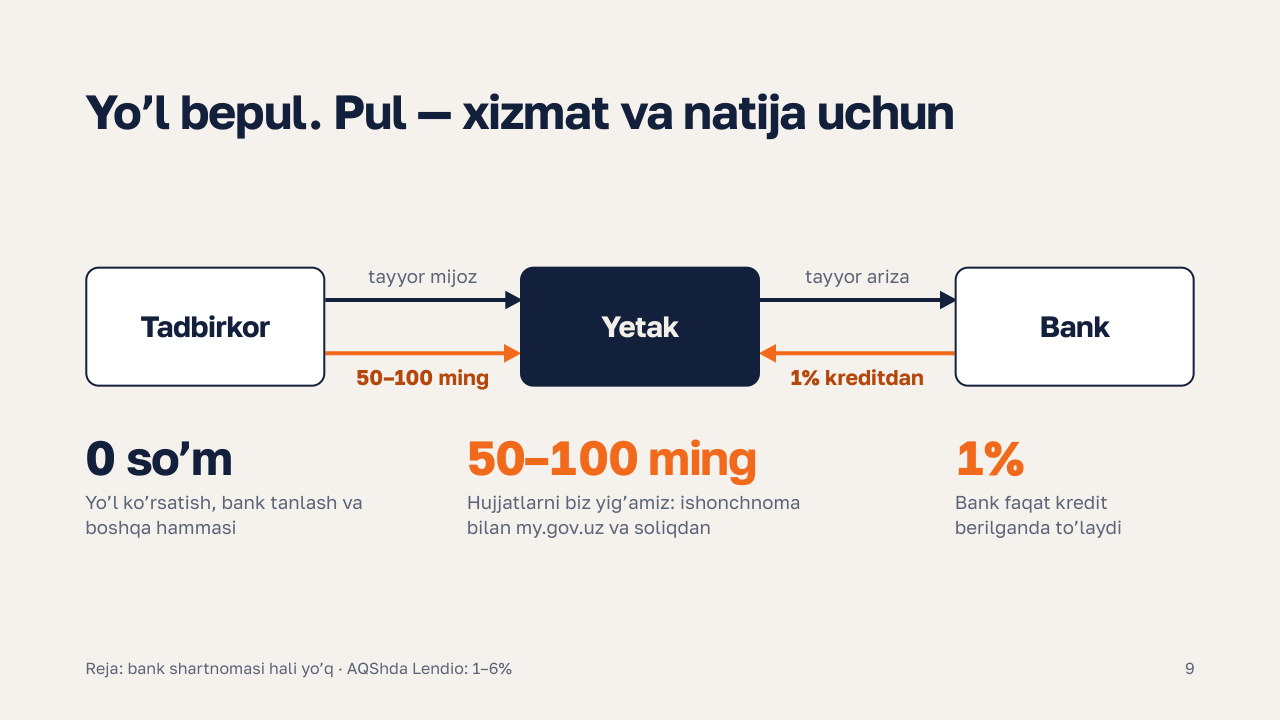 Yo’l bepul. Pul — xizmat va natija uchun
tayyor mijoz
tayyor ariza
Tadbirkor
Yetak
Bank
50–100 ming
1% kreditdan
0 so’m
50–100 ming
1%
Yo’l ko’rsatish, bank tanlash va
boshqa hammasi
Hujjatlarni biz yig’amiz: ishonchnoma
bilan my.gov.uz va soliqdan
Bank faqat kredit
berilganda to’laydi
Reja: bank shartnomasi hali yo’q · AQShda Lendio: 1–6%
9